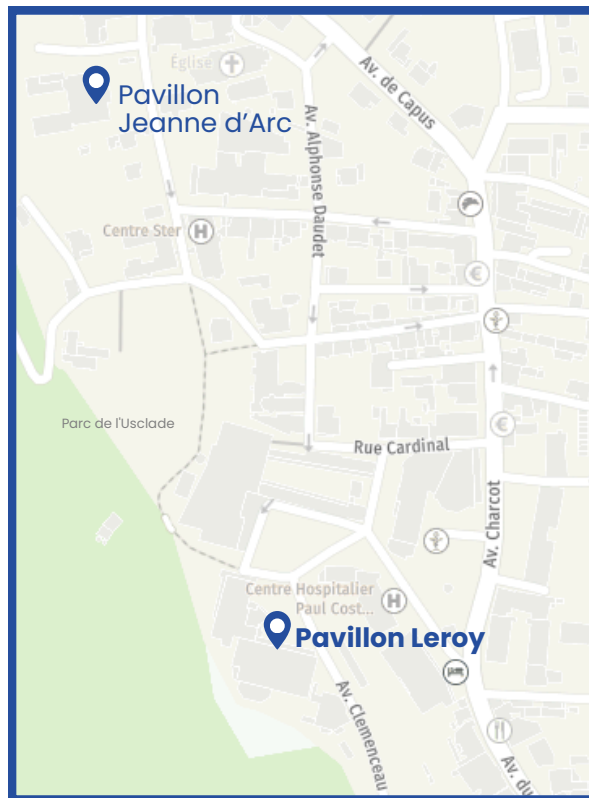 Église
Av. de Capus
Pavillon
Jeanne d’Arc
Av. Alphonse Daudet
Centre Ster
H
€
Parc de l'Usclade
€
Rue Cardinal
Av. Charcot
Centre Hospitalier
Paul Cost...
H
Pavillon Leroy
Av. Clemenceau
Av. du